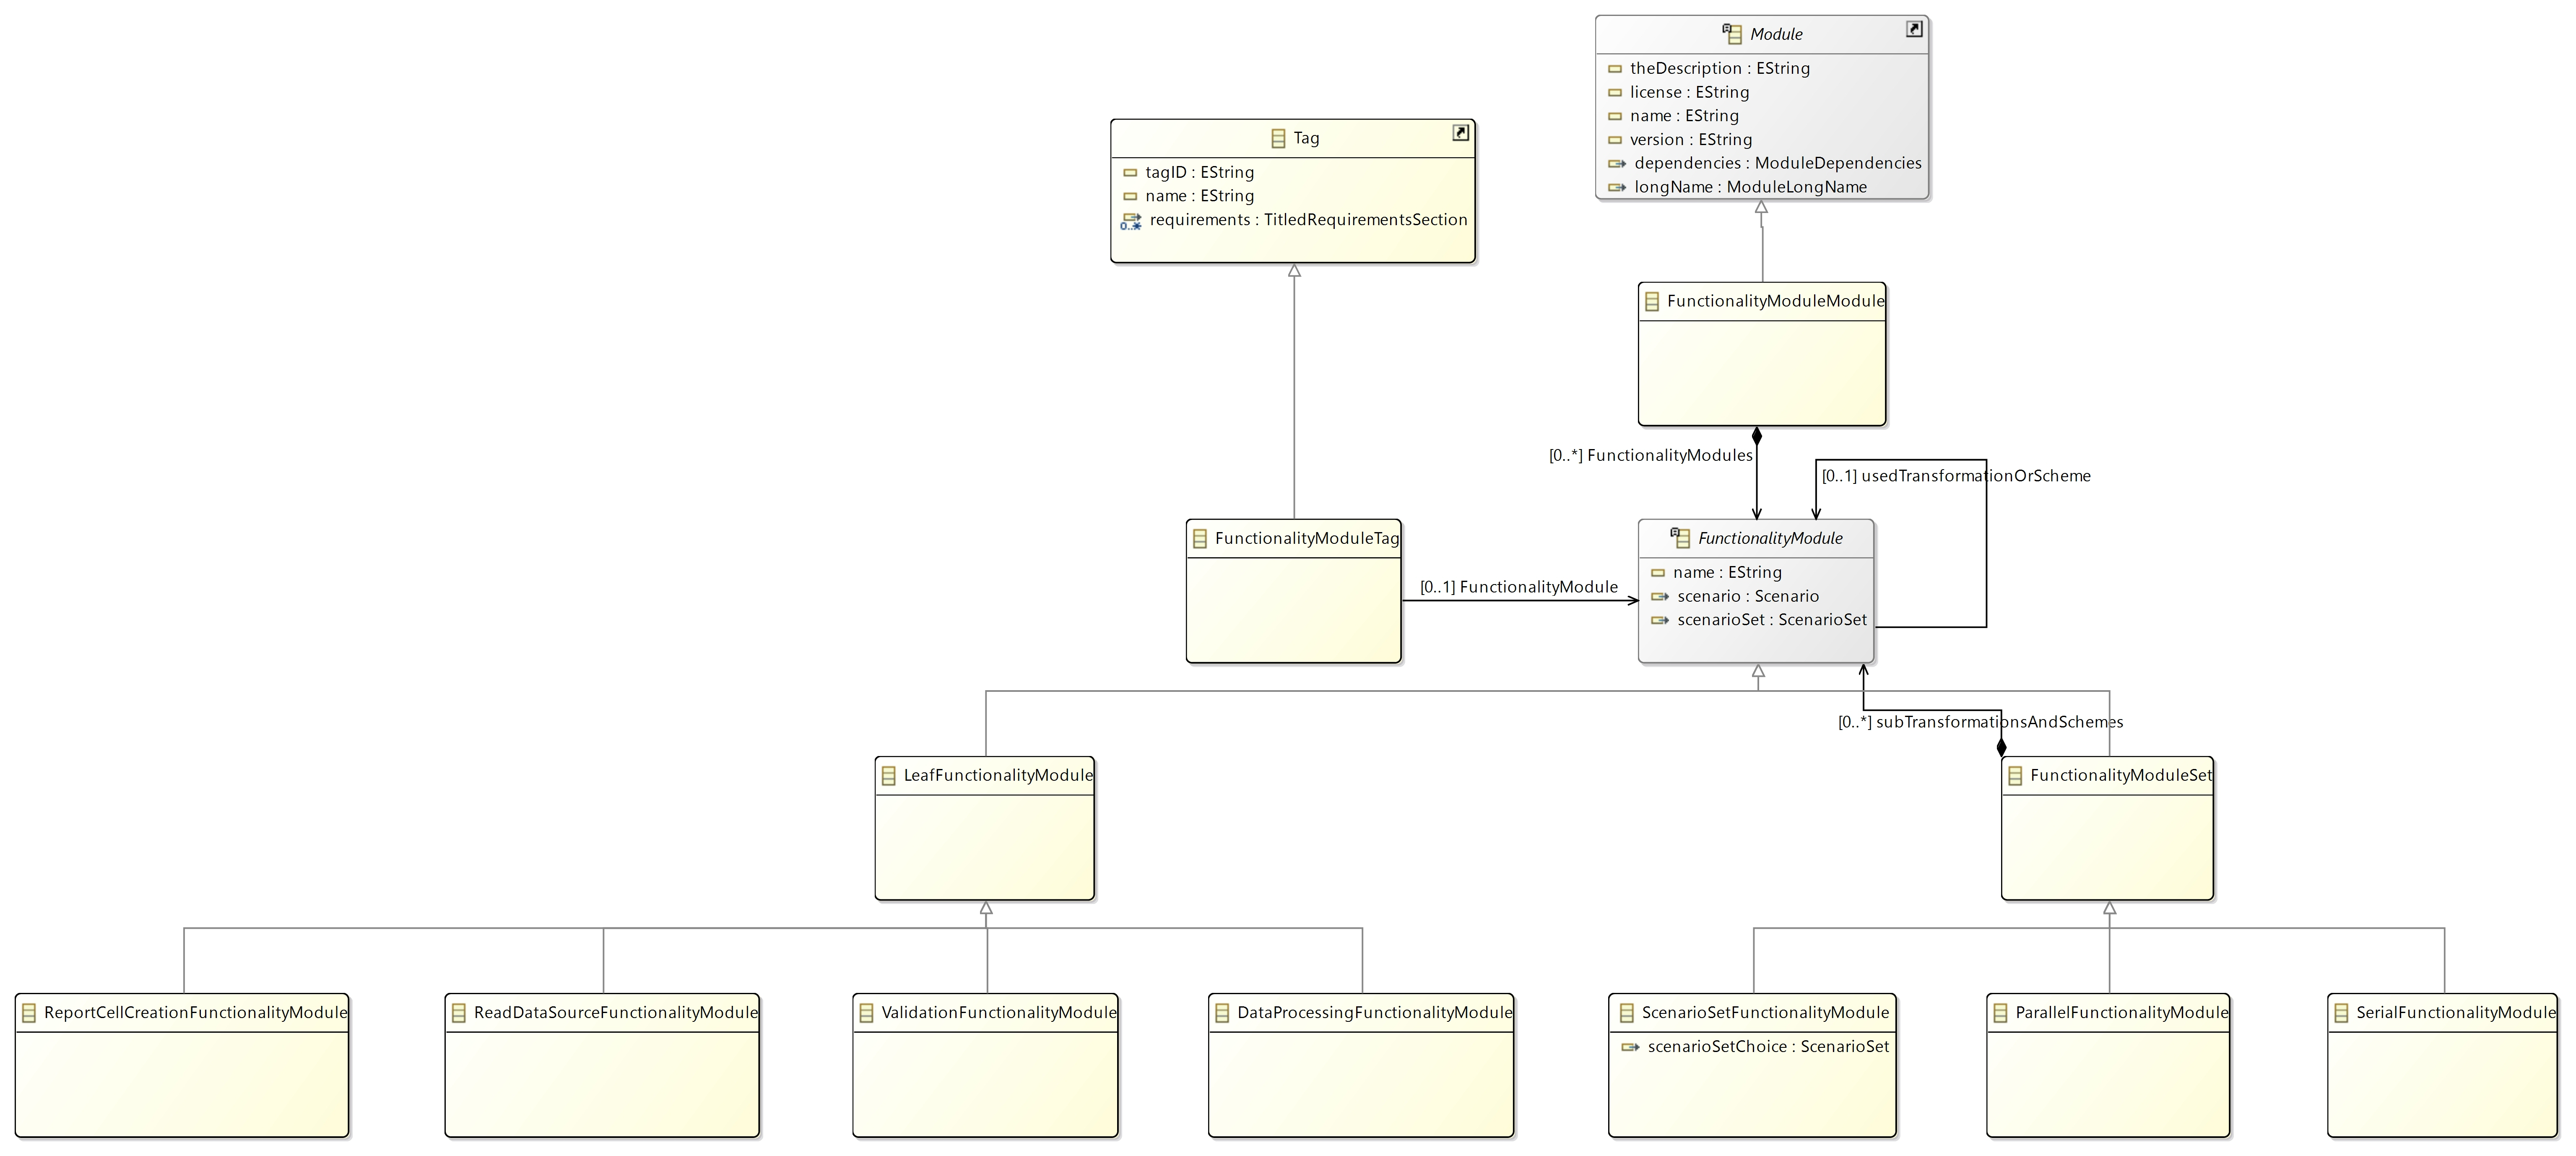 Module
theDescription : EString
license : EString
name : EString
version : EString
dependencies : ModuleDependencies
longName : ModuleLongName
Tag
tagID : EString
name : EString
0..* requirements : TitledRequirementsSection
FunctionalityModuleModule
[0..*] FunctionalityModules
[0..1] usedTransformationOrScheme
FunctionalityModuleTag
[0..1] FunctionalityModule
FunctionalityModule
name : EString
scenario : Scenario
scenarioSet : ScenarioSet
[0..*] subTransformationsAndSchemes
LeafFunctionalityModule
FunctionalityModuleSet
ReportCellCreationFunctionalityModule
ReadDataSourceFunctionalityModule
ValidationFunctionalityModule
DataProcessingFunctionalityModule
ScenarioSetFunctionalityModule
scenarioSetChoice : ScenarioSet
ParallelFunctionalityModule
SerialFunctionalityModule